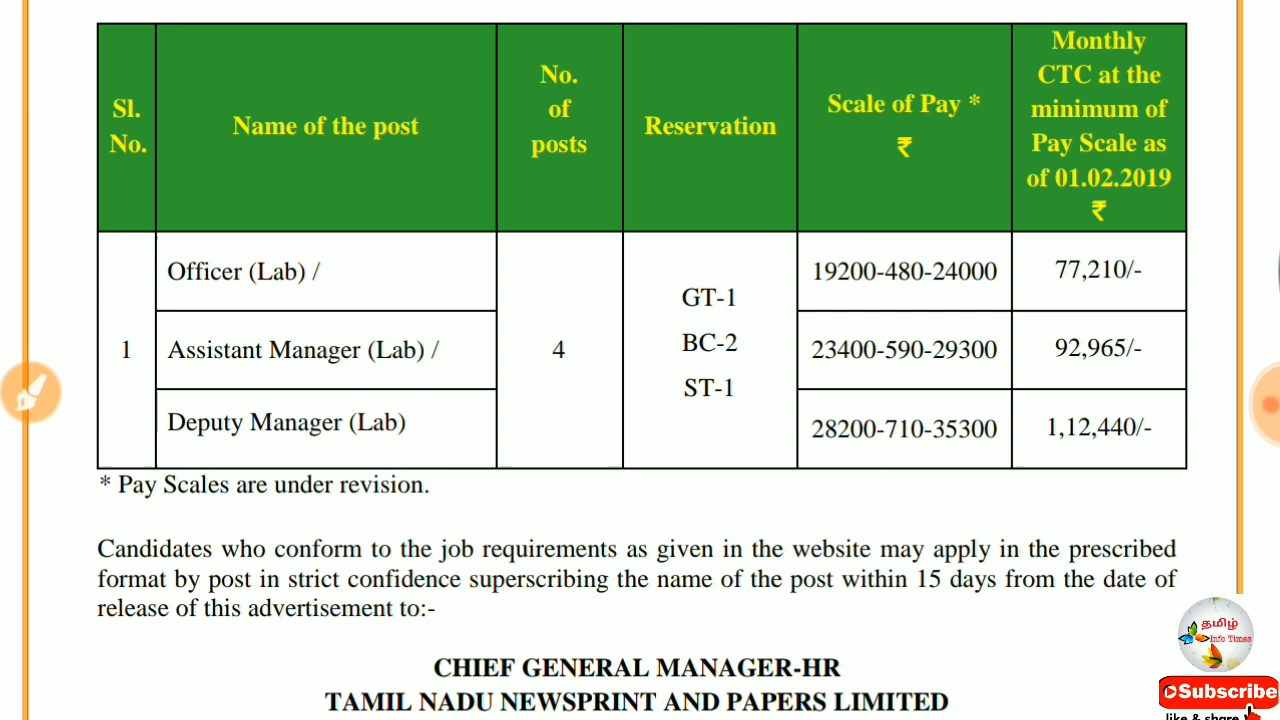 Sl.
No.
Name of the post
No.
of
posts
Reservation
Scale of Pay *
₹
Monthly
CTC at the
minimum of
Pay Scale as
of 01.02.2019
₹
1
Officer (Lab) /
Assistant Manager (Lab) /
Deputy Manager (Lab)
4
GT-1
BC-2
ST-1
19200-480-24000
77,210/-
23400-590-29300
92,965/-
28200-710-35300
1,12,440/-
* Pay Scales are under revision.
Candidates who conform to the job requirements as given in the website may apply in the prescribed
format by post in strict confidence superscribing the name of the post within 15 days from the date of
release of this advertisement to:-
CHIEF GENERAL MANAGER-HR
TAMIL NADU NEWSPRINT AND PAPERS LIMITED
தமிழ்
Info Times
Subscribe
like & share